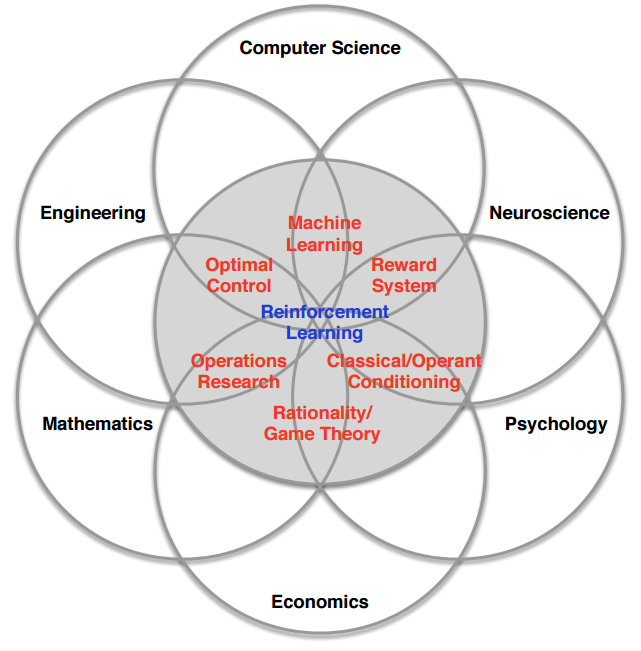 Computer Science
Engineering
Neuroscience
Machine
Learning
Optimal
Control
Reward
System
Reinforcement
Learning
Operations
Research
Classical/Operant
Conditioning
Rationality/
Game Theory
Mathematics
Psychology
Economics